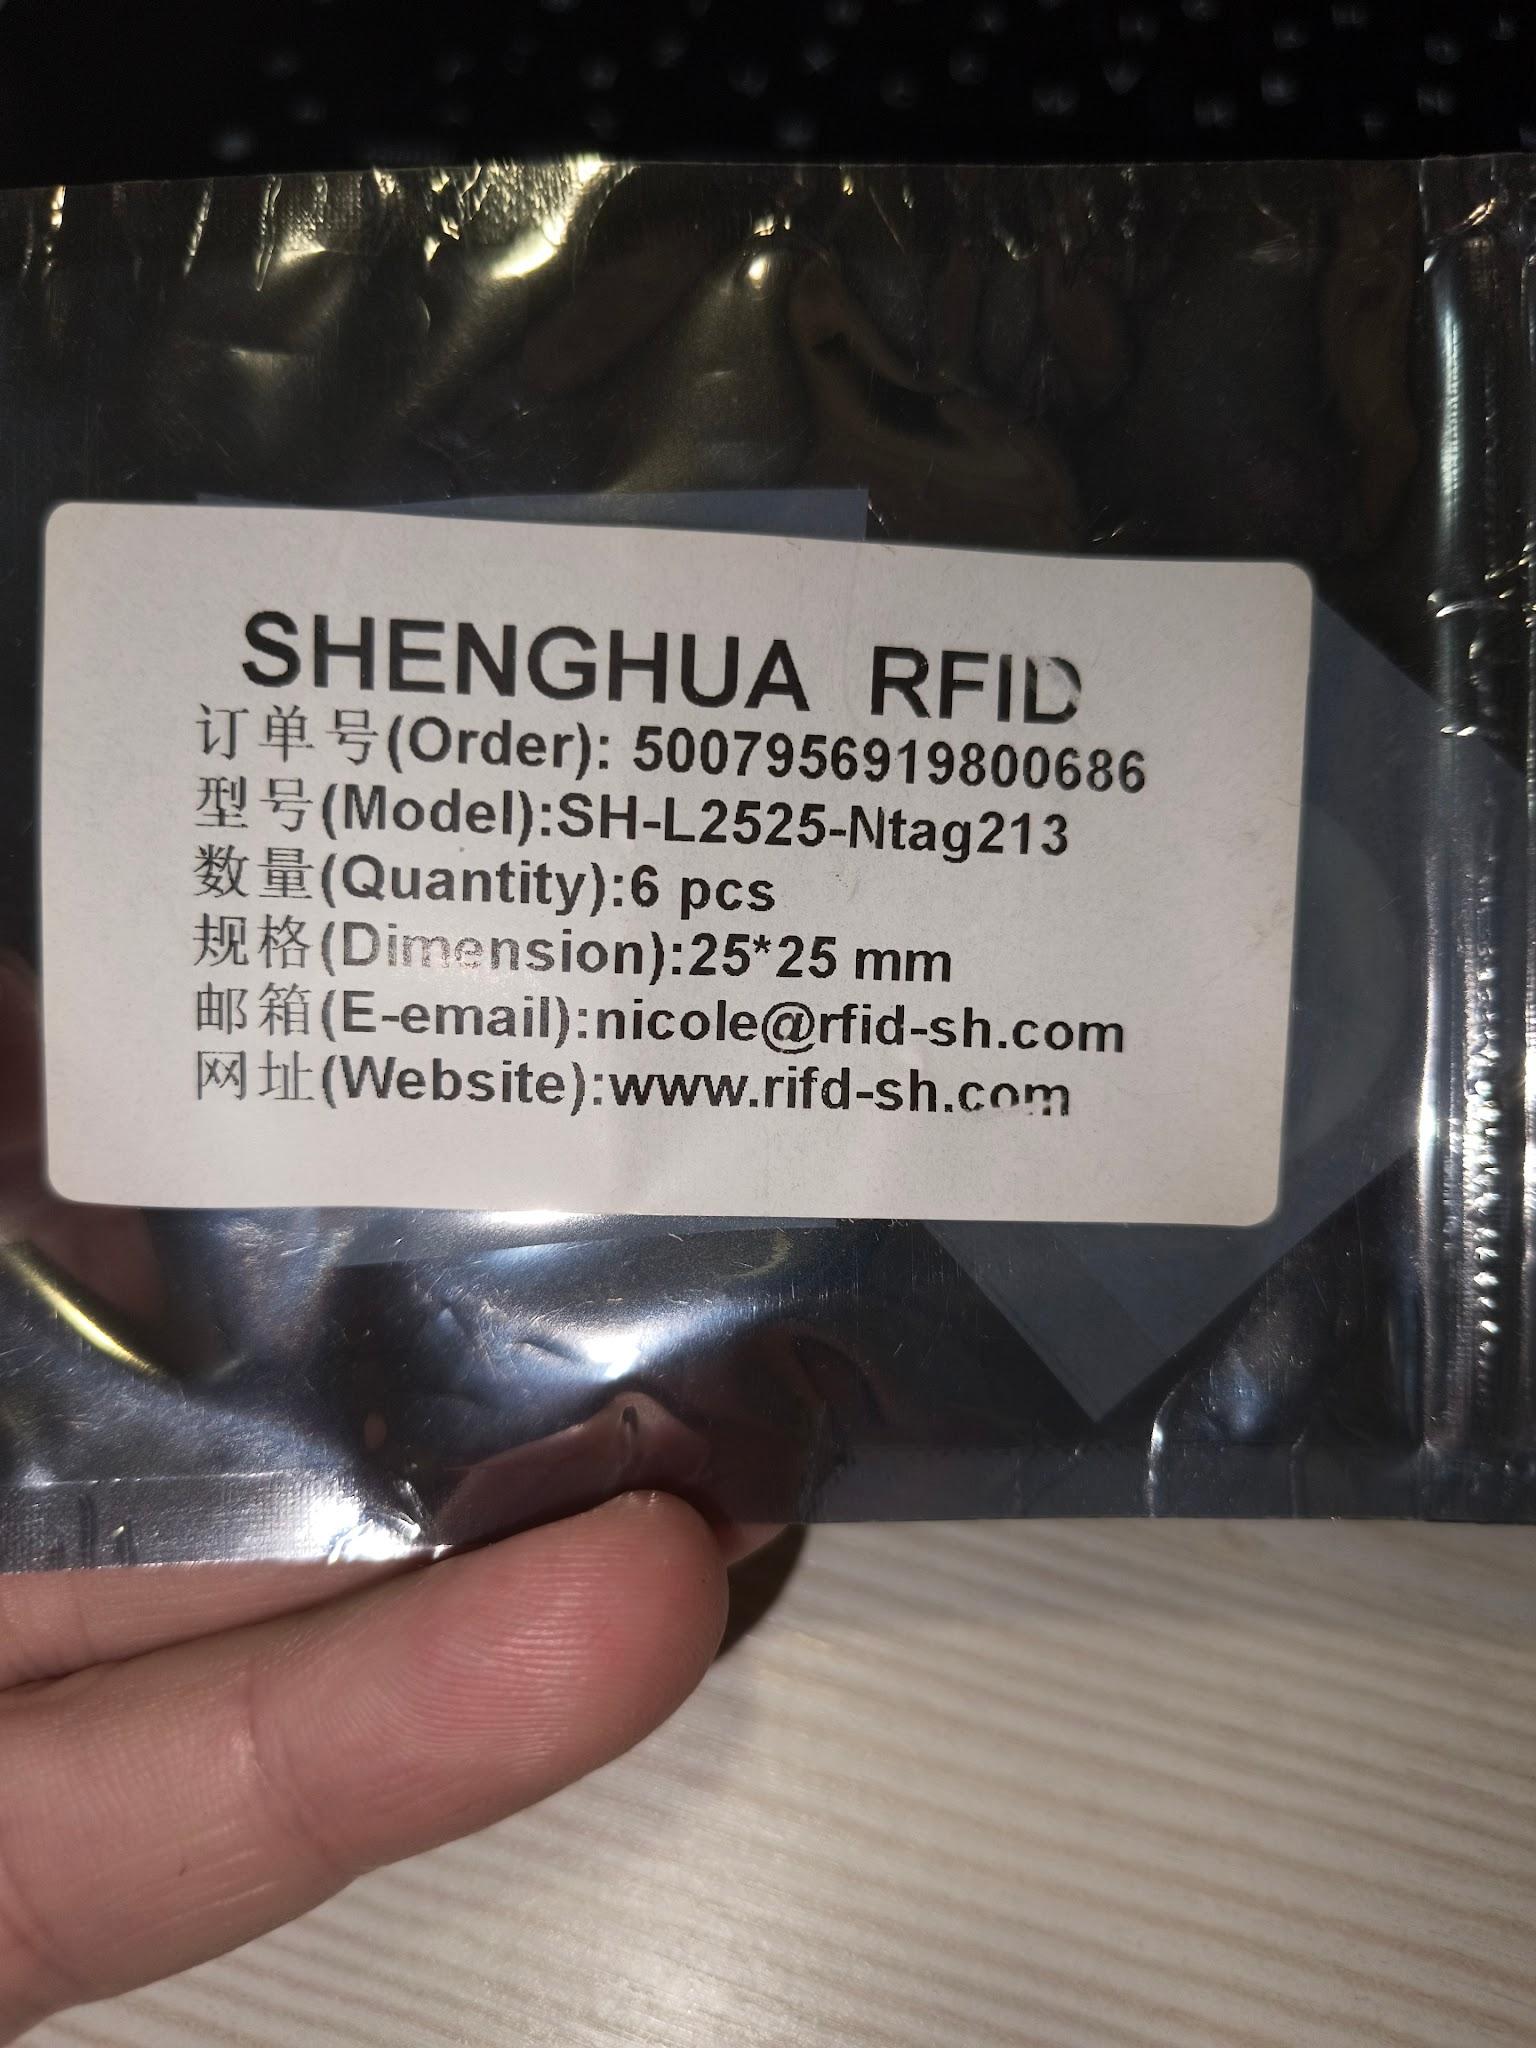 SHENGHUA RFID
订单号(Order): 5007956919800686
型号(Model):SH-L2525-Ntag213
数量(Quantity):6 pcs
规格(Dimension):25*25 mm
邮箱(E-email):nicole@rfid-sh.com
网址(Website):www.rifd-sh.com